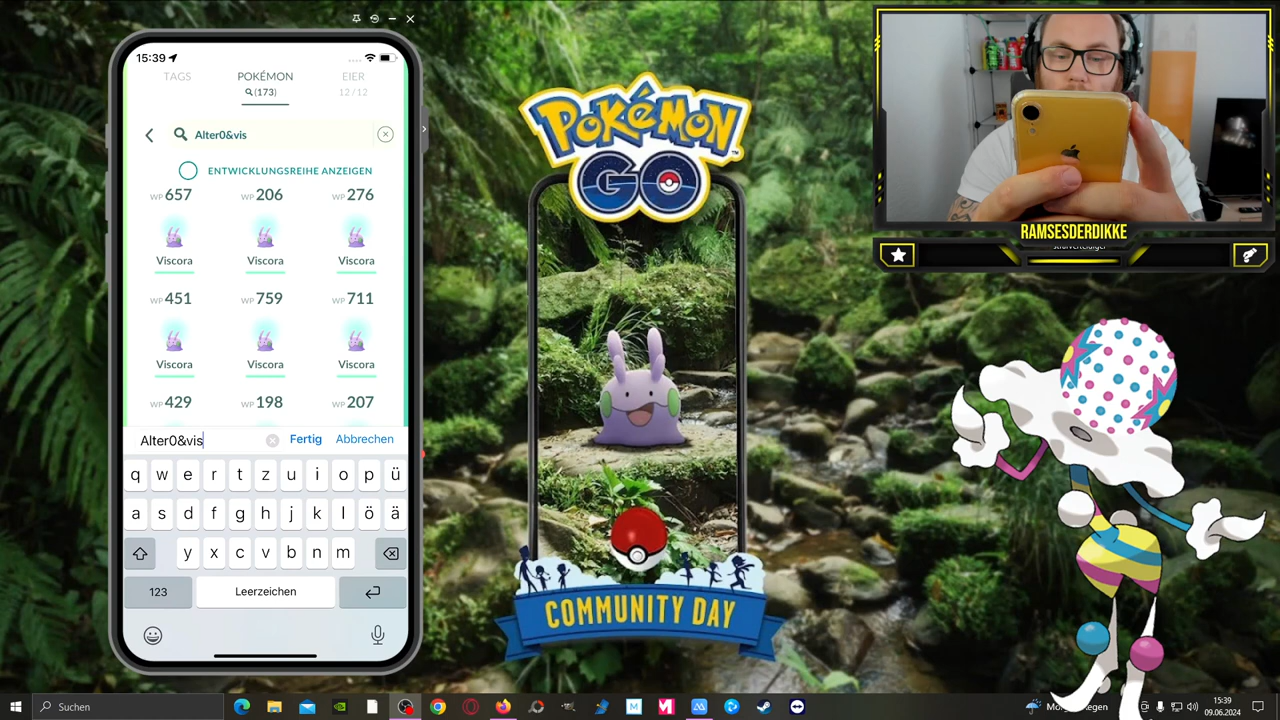 15:39
TAGS
POKÉMON
(173)
EIER
12 / 12
Alter0&vis
ENTWICKLUNGSREIHE ANZEIGEN
WP 657 WP 206 WP 276
Viscora Viscora Viscora
WP 451 WP 759 WP 711
Viscora Viscora Viscora
WP 429 WP 198 WP 207
Alter0&vis Fertig Abbrechen
q w e r t z u i o p ü
a s d f g h j k l ö ä
y x c v b n m
123 Leerzeichen
POKÉMON
GO
COMMUNITY DAY
RAMSESDERDIKKE
Suchen
15:39
09.06.2024